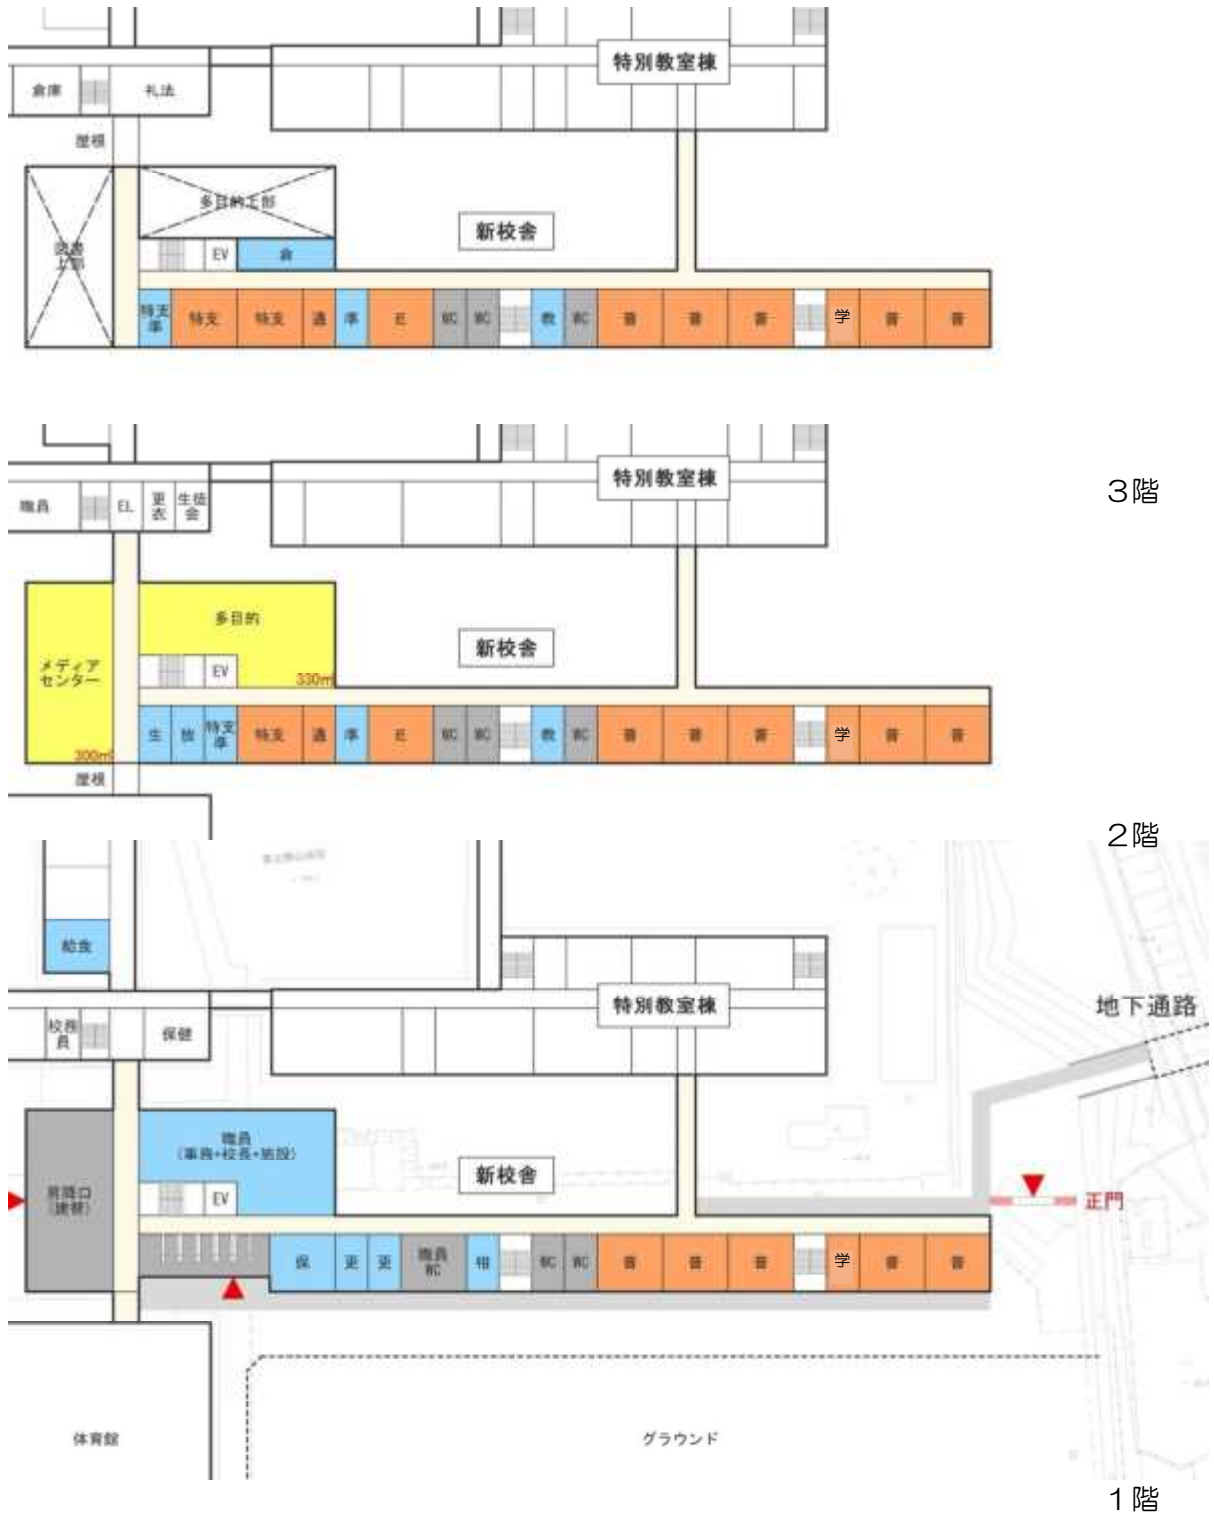 特別教室棟
倉庫
礼法
屋根
多目的上部
図書
上部
新校舎
EV
倉
特支
準
特支
特支
通
準
WC
WC
教
WC
普
普
普
学
普
普
特別教室棟
職員
EL
更
衣
生徒
会
3階
多目的
メディア
センター
新校舎
EV
330㎡
300㎡
生
放
特支
準
特支
通
準
WC
WC
教
WC
普
普
普
学
普
普
屋根
2階
給食
特別教室棟
地下通路
校務
員
保健
職員
(事務+校長+施設)
昇降口
(建替)
新校舎
EV
正門
保
更
更
職員
WC
相
WC
WC
普
普
普
学
普
普
体育館
グラウンド
1階